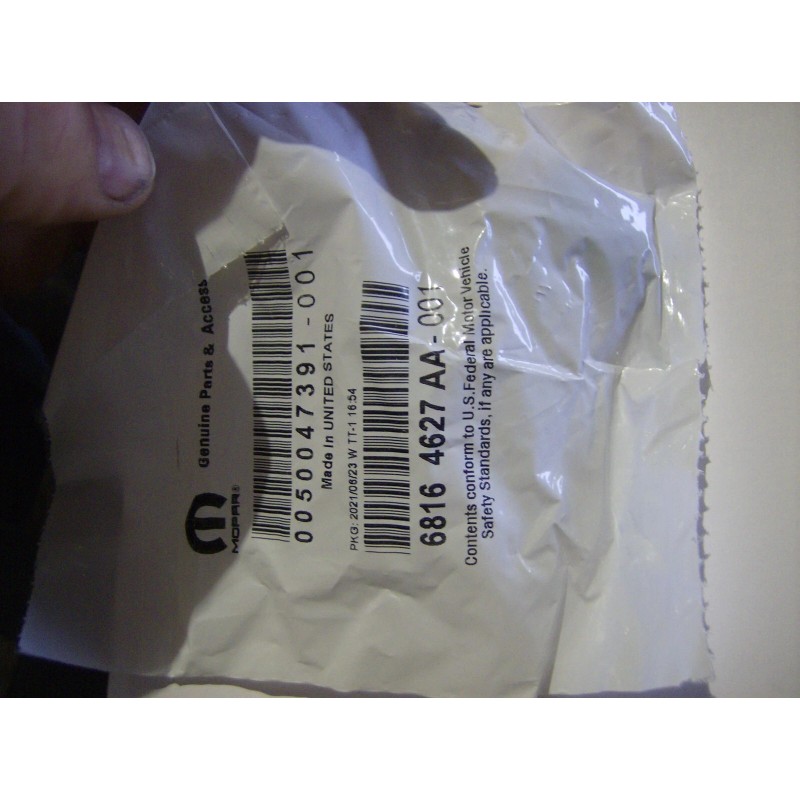 Genuine Parts & Access
MOPAR®
0050047391-001
Made In UNITED STATES
PKG: 2021/06/23 W TT-1 16:54
6816 4627 AA-001
Contents conform to U.S. Federal Motor Vehicle
Safety Standards, if any are applicable.